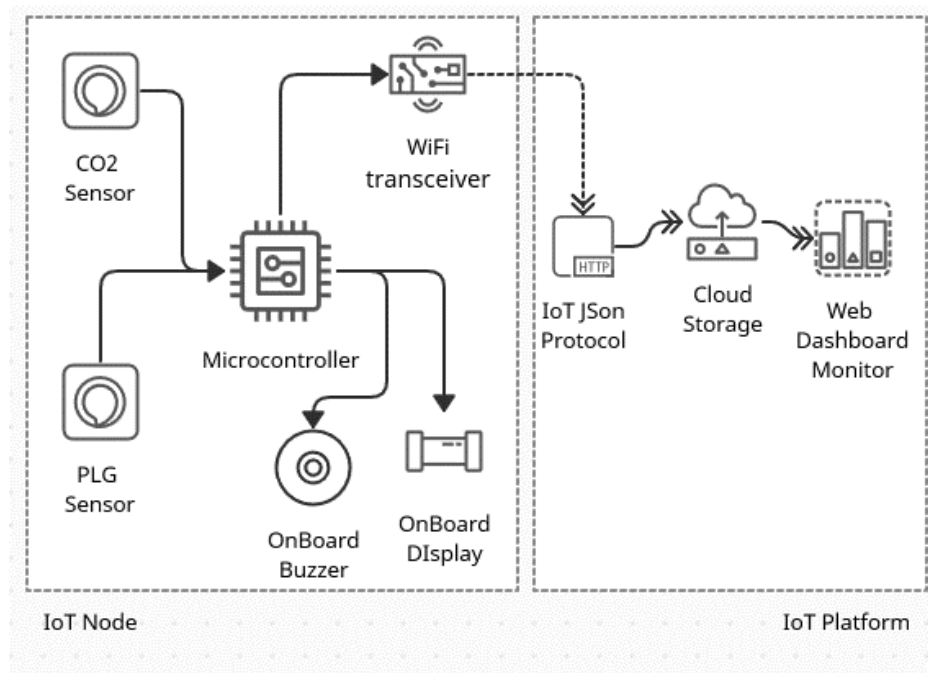 CO2
Sensor
WiFi
transceiver
HTTP
IoT JSon
Protocol
Cloud
Storage
Web
Dashboard
Monitor
Microcontroller
PLG
Sensor
OnBoard
Buzzer
OnBoard
DIsplay
IoT Node
IoT Platform